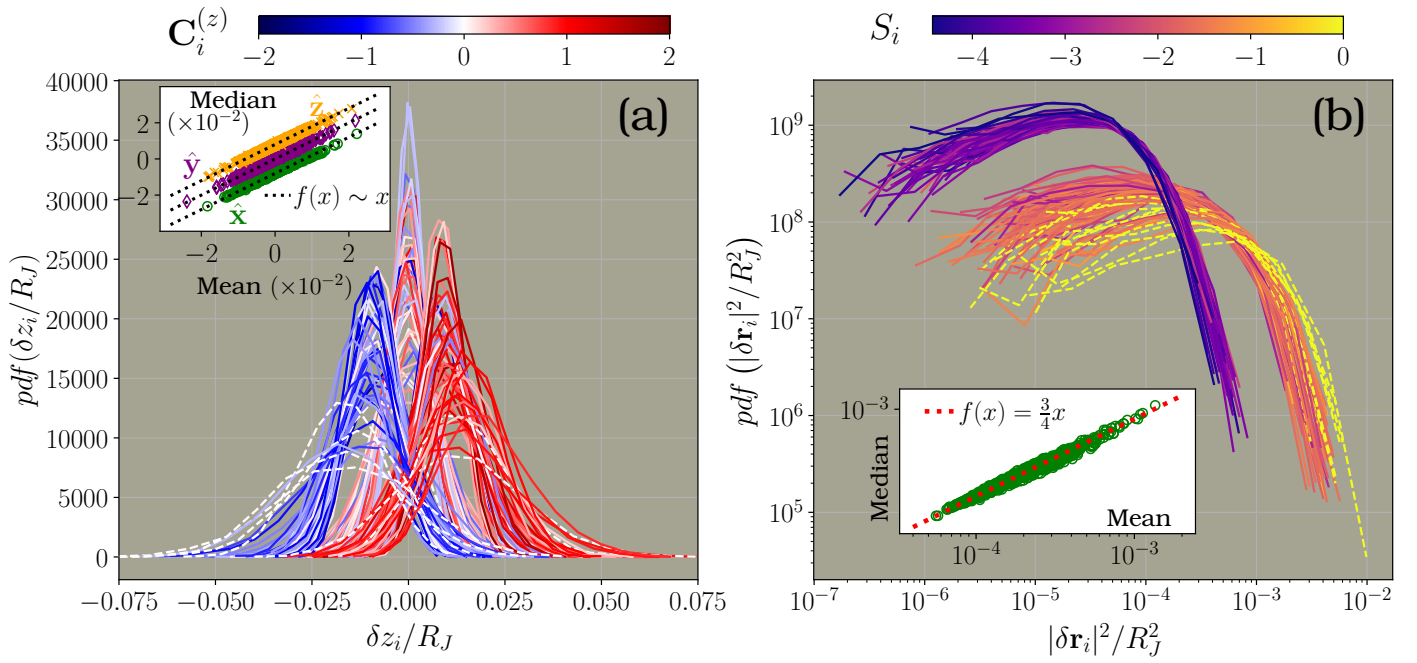 C_i^(z)
−2 −1 0 1 2
S_i
−4 −3 −2 −1 0
(a)
pdf (δz_i/R_J)
40000
35000
30000
25000
20000
15000
10000
5000
0
−0.075 −0.050 −0.025 0.000 0.025 0.050 0.075
δz_i/R_J
Median
(×10^−2)
2
0
−2
ẑ
ŷ
x̂
f(x) ∼ x
−2 0 2
Mean (×10^−2)
(b)
pdf (|δr_i|^2/R_J^2)
10^9
10^8
10^7
10^6
10^5
10^−7 10^−6 10^−5 10^−4 10^−3 10^−2
|δr_i|^2/R_J^2
10^−3
f(x) = 3/4 x
Median
Mean
10^−4 10^−3